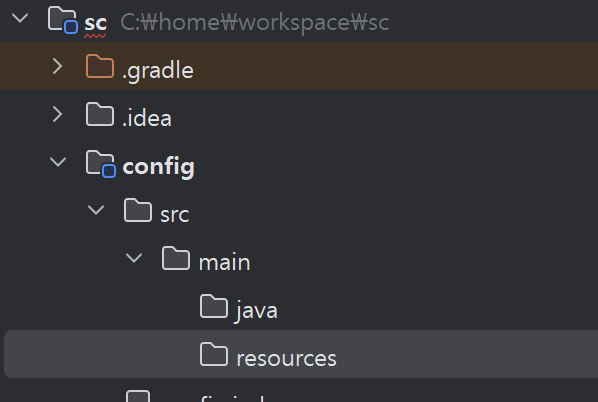 sc C:₩home₩workspace₩sc
.gradle
.idea
config
src
main
java
resources